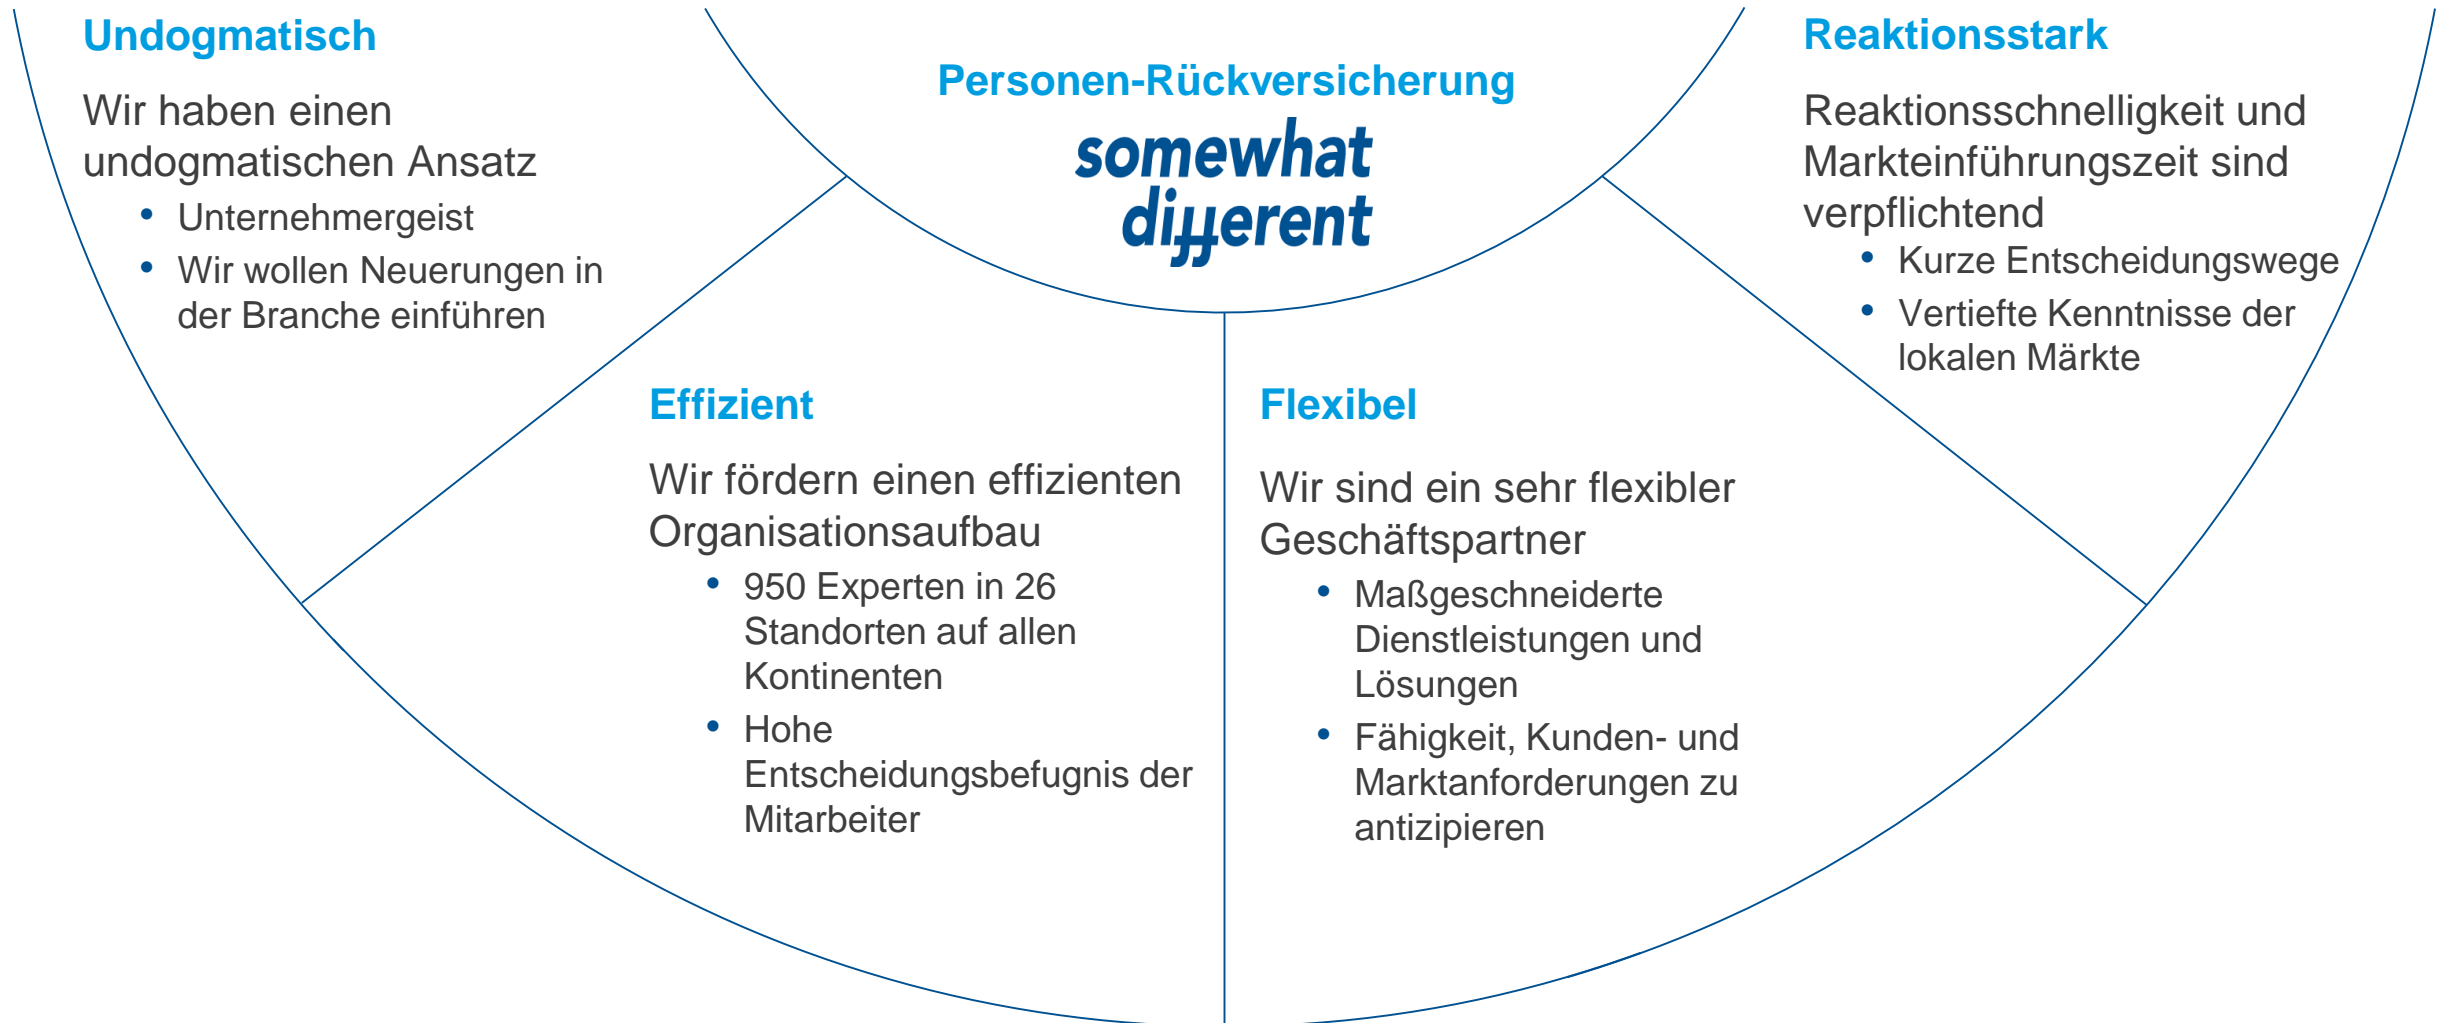 Undogmatisch
Wir haben einen
undogmatischen Ansatz
• Unternehmergeist
• Wir wollen Neuerungen in
der Branche einführen
Personen-Rückversicherung
somewhat
different
Reaktionsstark
Reaktionsschnelligkeit und
Markteinführungszeit sind
verpflichtend
• Kurze Entscheidungswege
• Vertiefte Kenntnisse der
lokalen Märkte
Effizient
Wir fördern einen effizienten
Organisationsaufbau
• 950 Experten in 26
Standorten auf allen
Kontinenten
• Hohe
Entscheidungsbefugnis der
Mitarbeiter
Flexibel
Wir sind ein sehr flexibler
Geschäftspartner
• Maßgeschneiderte
Dienstleistungen und
Lösungen
• Fähigkeit, Kunden- und
Marktanforderungen zu
antizipieren